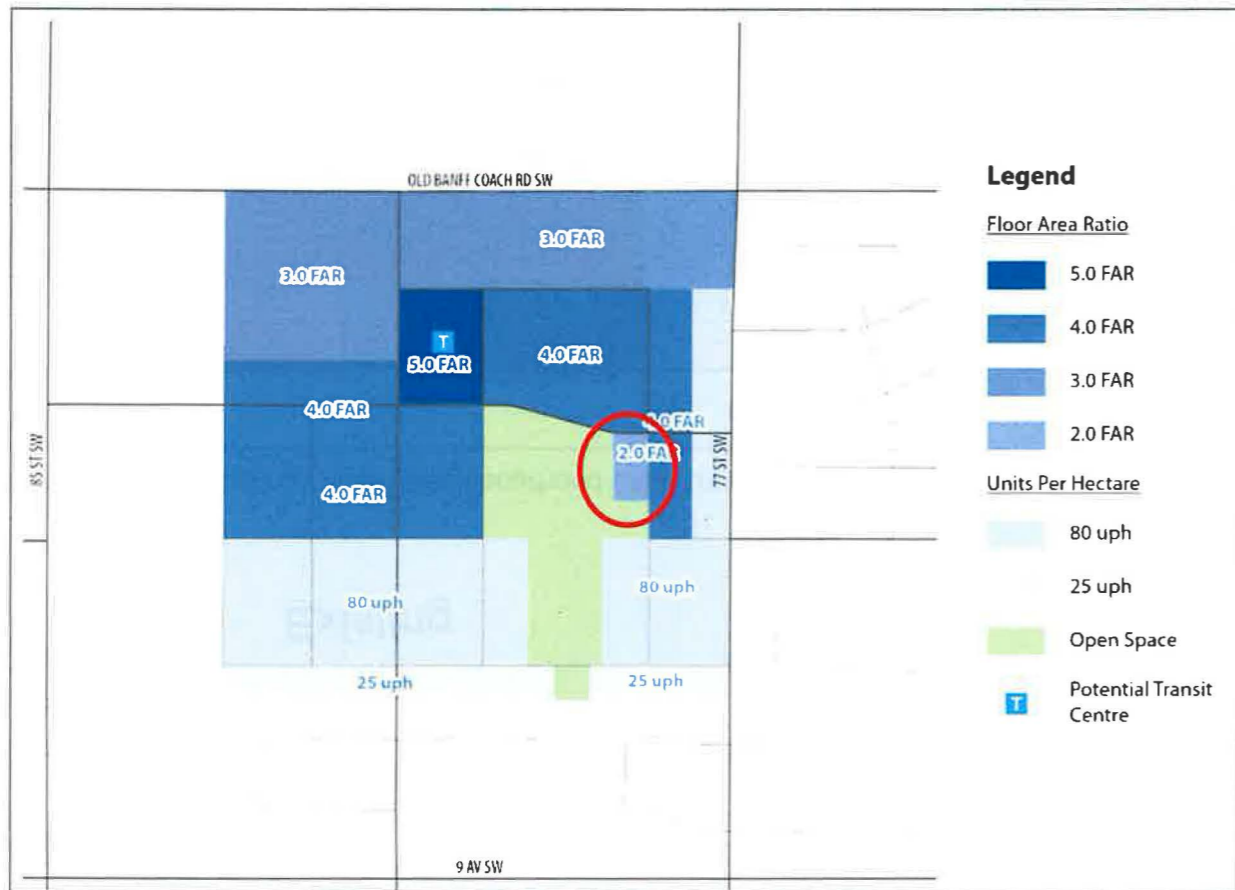 OLD BANFF COACH RD SW
3.0 FAR
3.0 FAR
T
5.0 FAR
4.0 FAR
4.0 FAR
4.0 FAR
2.0 FAR
4.0 FAR
85 ST SW
77 ST SW
80 uph
80 uph
25 uph
25 uph
9 AV SW
Legend
Floor Area Ratio
5.0 FAR
4.0 FAR
3.0 FAR
2.0 FAR
Units Per Hectare
80 uph
25 uph
Open Space
T
Potential Transit
Centre